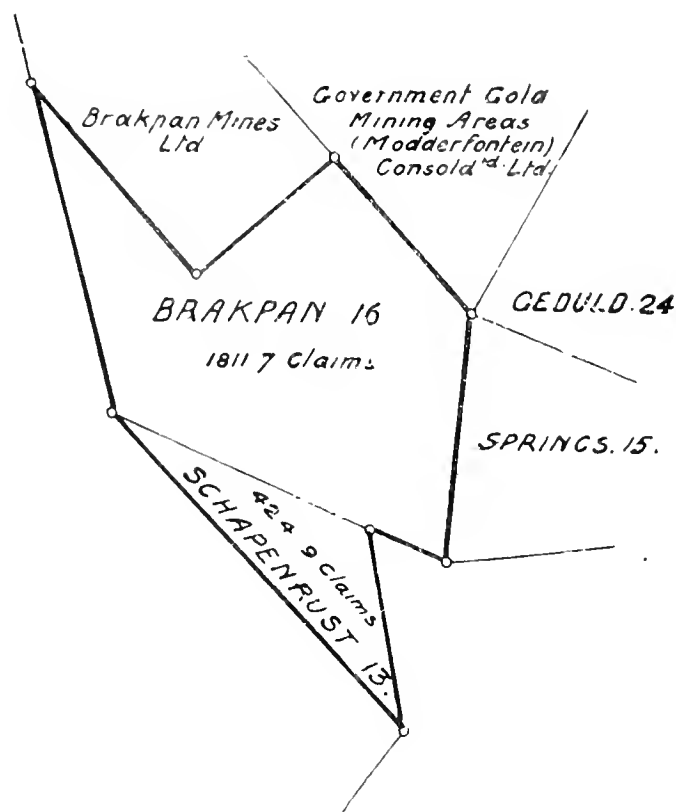 Brakpan Mines
Ltd
Government Gold
Mining Areas
(Modderfontein)
Consold rd. Ltd.
BRAKPAN 16
1811 7 Claims
GEDULD. 24
SPRINGS. 15.
424 9 Claims
SCHAPENRUST 13.